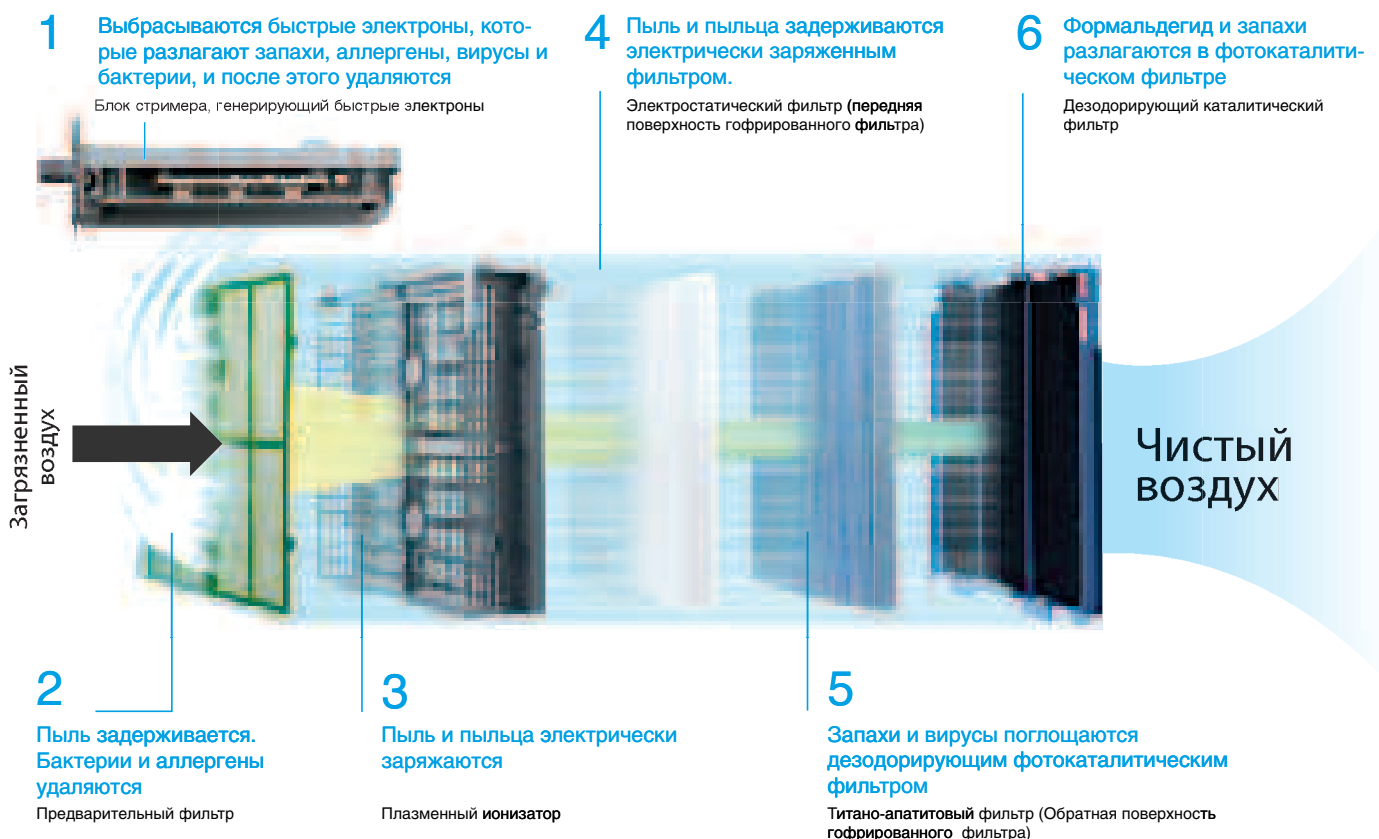 1
Выбрасываются быстрые электроны, кото-
рые разлагают запахи, аллергены, вирусы и
бактерии, и после этого удаляются
Блок стримера, генерирующий быстрые электроны
4
Пыль и пыльца задерживаются
электрически заряженным
фильтром.
Электростатический фильтр (передняя
поверхность гофрированного фильтра)
6
Формальдегид и запахи
разлагаются в фотокаталити-
ческом фильтре
Дезодорирующий каталитический
фильтр
Загрязненный
воздух
Чистый
воздух
2
Пыль задерживается.
Бактерии и аллергены
удаляются
Предварительный фильтр
3
Пыль и пыльца электрически
заряжаются
Плазменный ионизатор
5
Запахи и вирусы поглощаются
дезодорирующим фотокаталитическим
фильтром
Титано-апатитовый фильтр (Обратная поверхность
гофрированного фильтра)